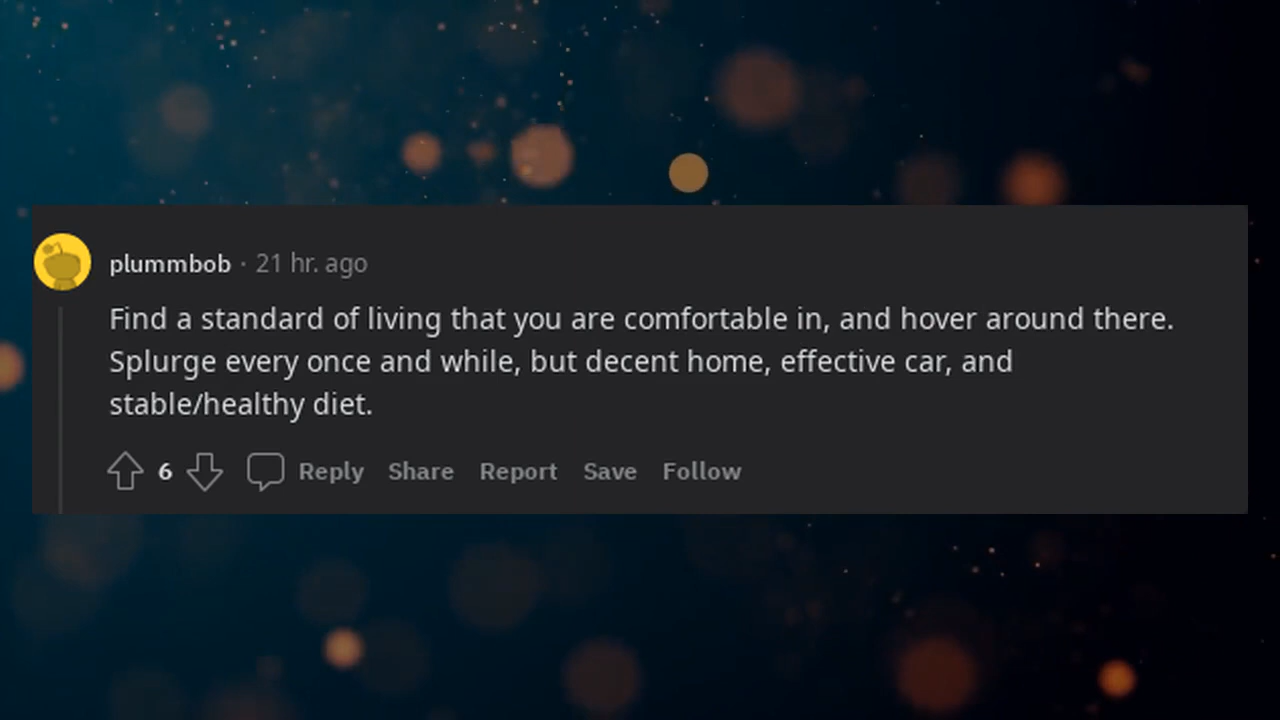 plummbob · 21 hr. ago
Find a standard of living that you are comfortable in, and hover around there.
Splurge every once and while, but decent home, effective car, and
stable/healthy diet.
6 Reply Share Report Save Follow